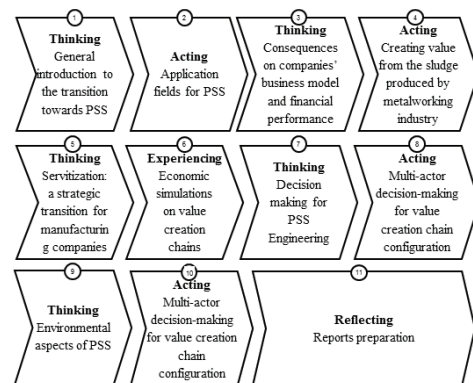 1
Thinking
General
introduction to
the transition
towards PSS
2
Acting
Application
fields for PSS
3
Thinking
Consequences on
companies'
business model
and financial
performance
4
Acting
Creating value
from the sludge
produced by
metalworking
industry
5
Thinking
Servitization:
a strategic
transition for
manufacturin
g companies
6
Experiencing
Economic
simulations
on value
creation
chains
7
Thinking
Decision
making for
PSS
Engineering
8
Acting
Multi-actor
decision-making
for value
creation chain
configuration
9
Thinking
Environmental
aspects of PSS
10
Acting
Multi-actor
decision-making
for value creation
chain
configuration
11
Reflecting
Reports preparation